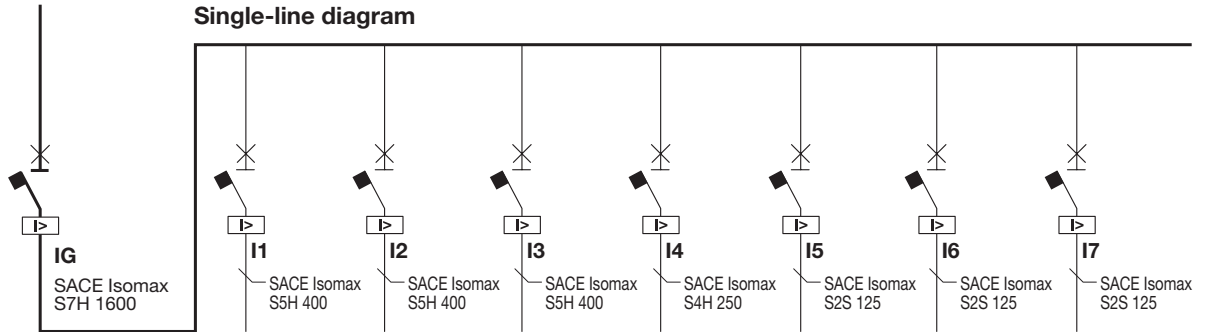 Single-line diagram
I>
IG
SACE Isomax
S7H 1600
I>
I1
SACE Isomax
S5H 400
I>
I2
SACE Isomax
S5H 400
I>
I3
SACE Isomax
S5H 400
I>
I4
SACE Isomax
S4H 250
I>
I5
SACE Isomax
S2S 125
I>
I6
SACE Isomax
S2S 125
I>
I7
SACE Isomax
S2S 125